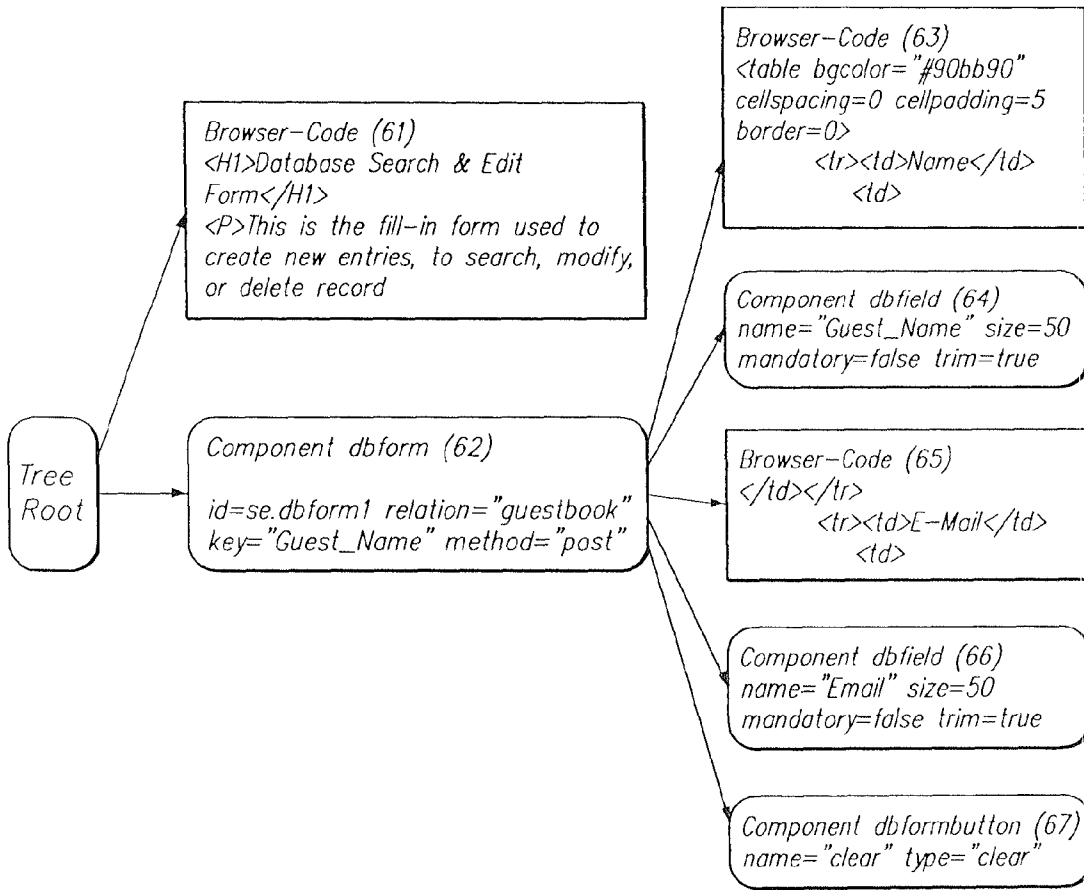 Tree
Root
Browser-Code (61)
<H1>Database Search & Edit
Form</H1>
<P>This is the fill-in form used to
create new entries, to search, modify,
or delete record
Component dbform (62)
id=se.dbform1 relation="guestbook"
key="Guest_Name" method="post"
Browser-Code (63)
<table bgcolor="#90bb90"
cellspacing=0 cellpadding=5
border=0>
<tr><td>Name</td>
<td>
Component dbfield (64)
name="Guest_Name" size=50
mandatory=false trim=true
Browser-Code (65)
</td></tr>
<tr><td>E-Mail</td>
<td>
Component dbfield (66)
name="Email" size=50
mandatory=false trim=true
Component dbformbutton (67)
name="clear" type="clear"